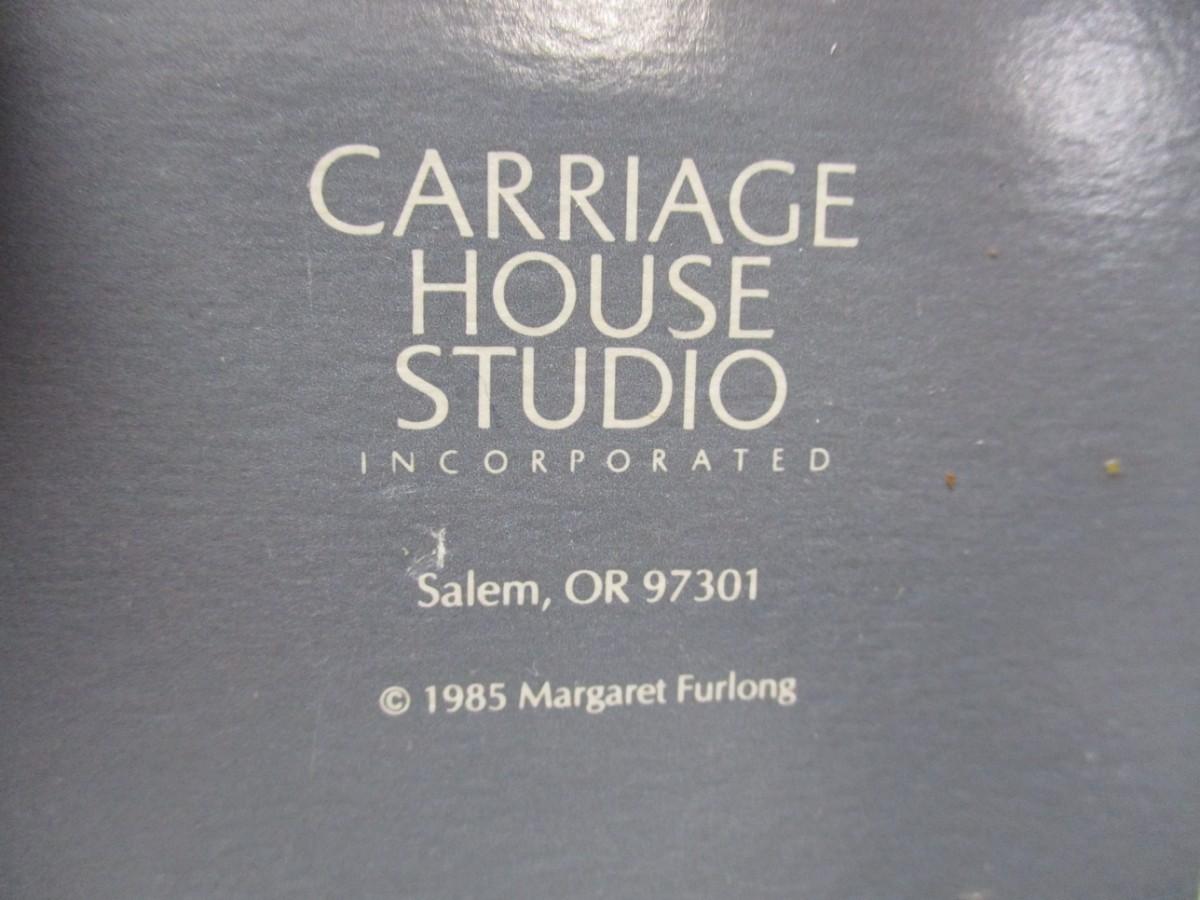 CARRIAGE
HOUSE
STUDIO
INCORPORATED
Salem, OR 97301
© 1985 Margaret Furlong